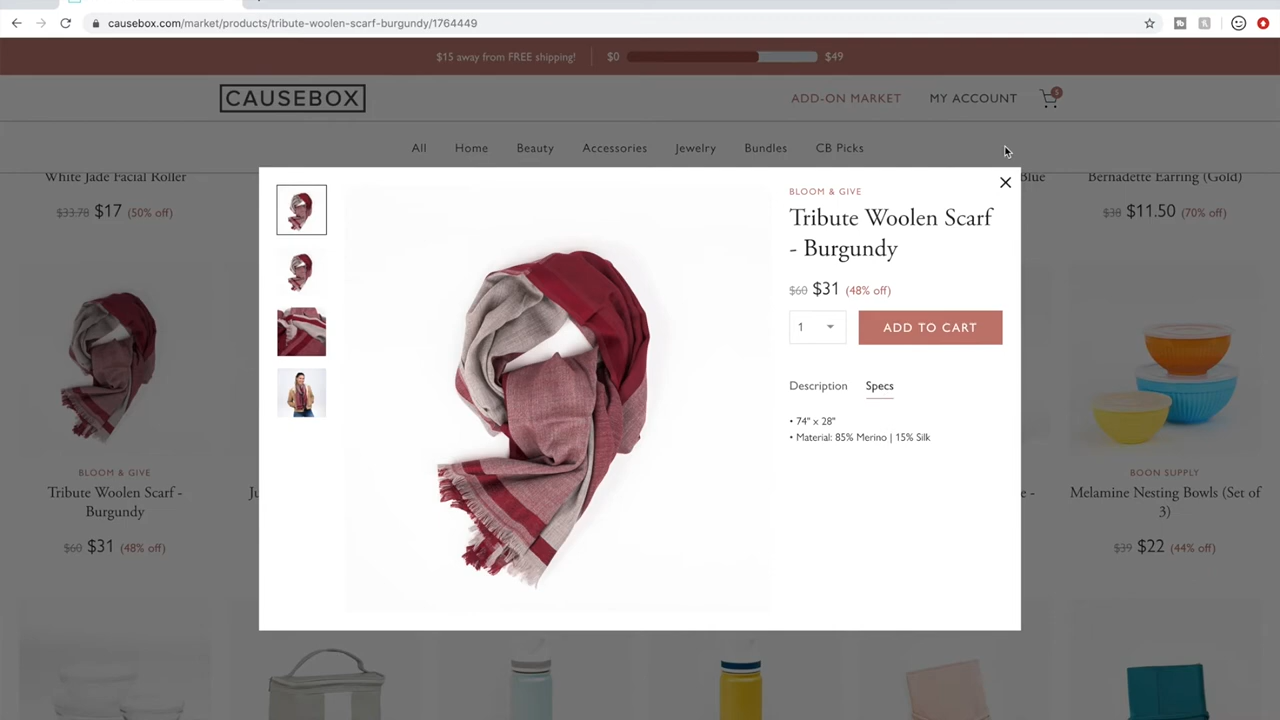 causebox.com/market/products/tribute-woolen-scarf-burgundy/1764449
$15 away from FREE shipping! $0 $49
CAUSEBOX
ADD-ON MARKET MY ACCOUNT
All Home Beauty Accessories Jewelry Bundles CB Picks
White Jade Facial Roller
$33.78 $17 (50% off)
Blue
Bernadette Earring (Gold)
$38 $11.50 (70% off)
BLOOM & GIVE
Tribute Woolen Scarf
- Burgundy
$60 $31 (48% off)
1 ADD TO CART
Description Specs
• 74" x 28"
• Material: 85% Merino | 15% Silk
BLOOM & GIVE
Tribute Woolen Scarf -
Burgundy
$60 $31 (48% off)
BOON SUPPLY
Melamine Nesting Bowls (Set of
3)
$39 $22 (44% off)